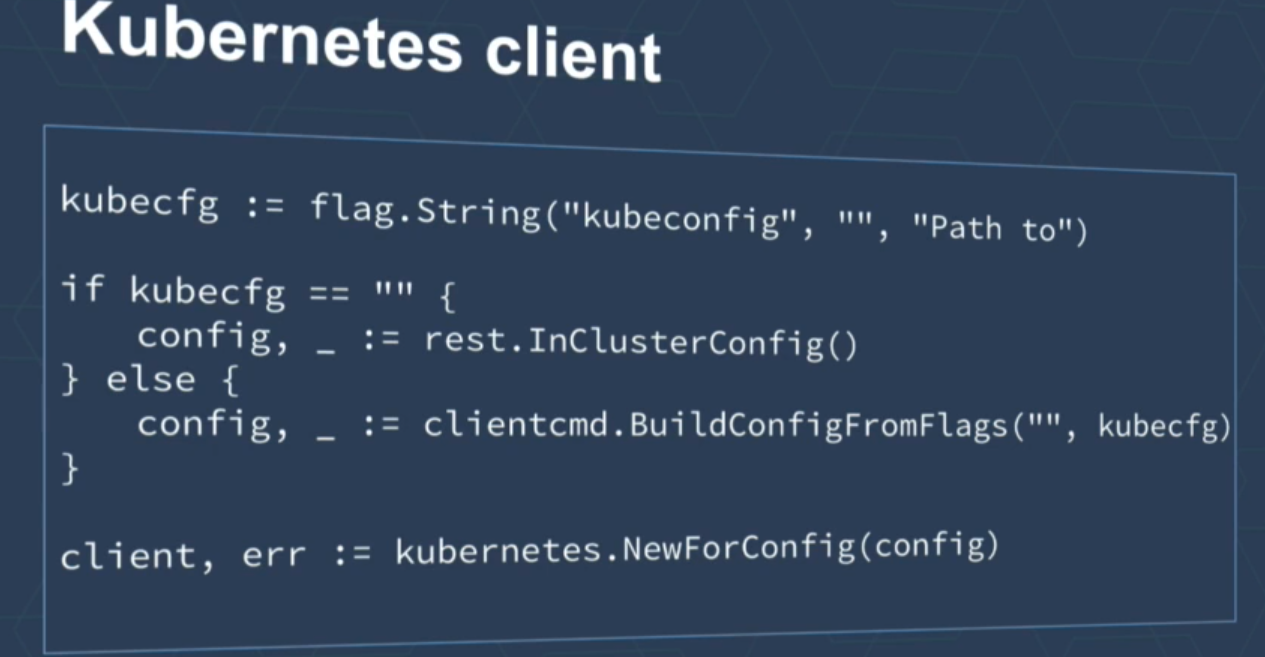 Kubernetes client
kubecfg := flag.String("kubeconfig", "", "Path to")
if kubecfg == "" {
    config, _ := rest.InClusterConfig()
} else {
    config, _ := clientcmd.BuildConfigFromFlags("", kubecfg)
}
client, err := kubernetes.NewForConfig(config)